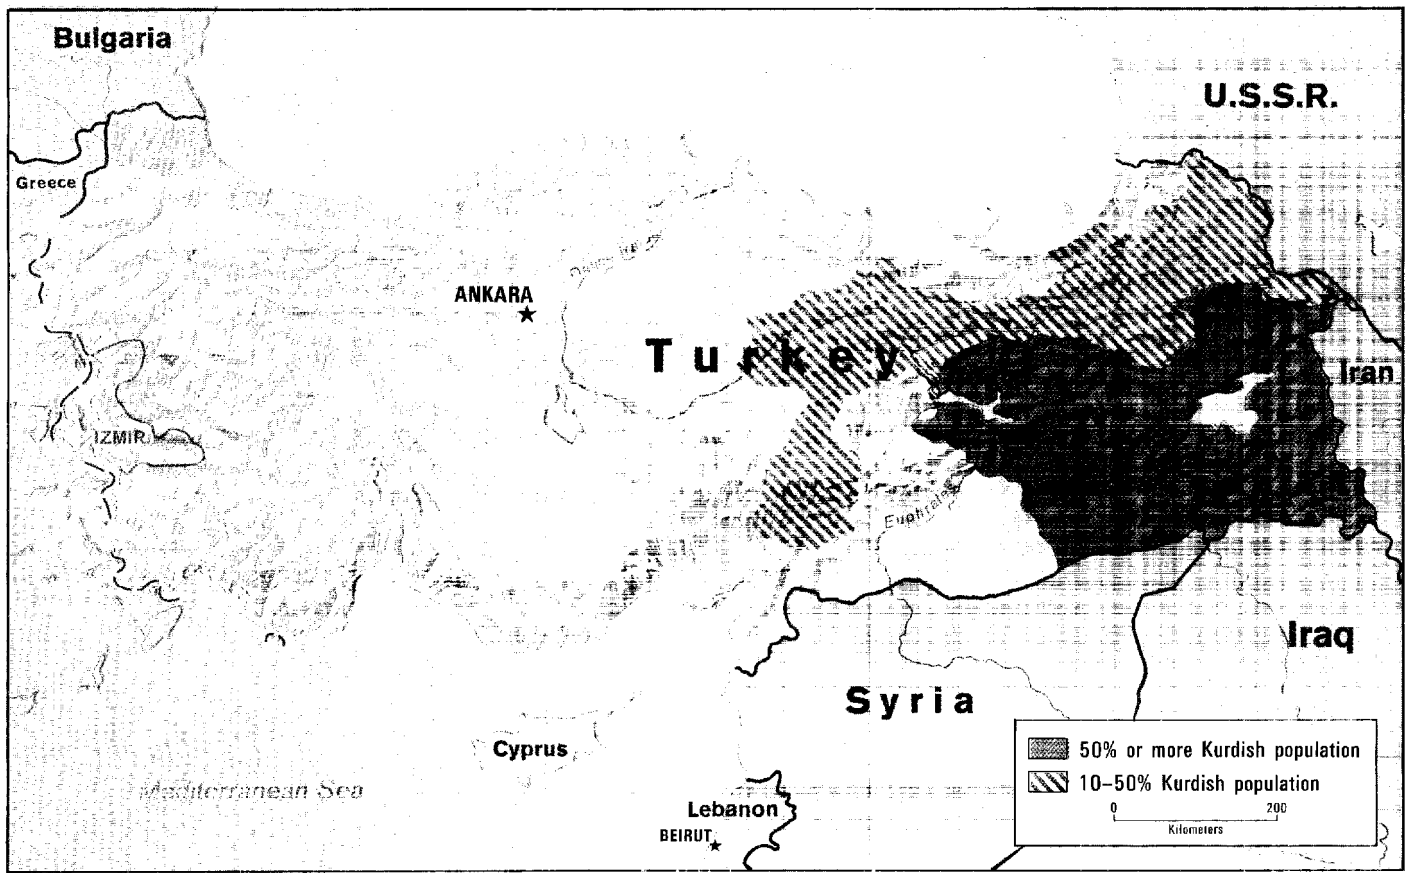 Bulgaria
U.S.S.R.
Greece
ANKARA
Turkey
Iran
IZMIR
Euphrates
Iraq
Syria
Cyprus
Mediterranean Sea
Lebanon
BEIRUT
50% or more Kurdish population
10–50% Kurdish population
0 200
Kilometers